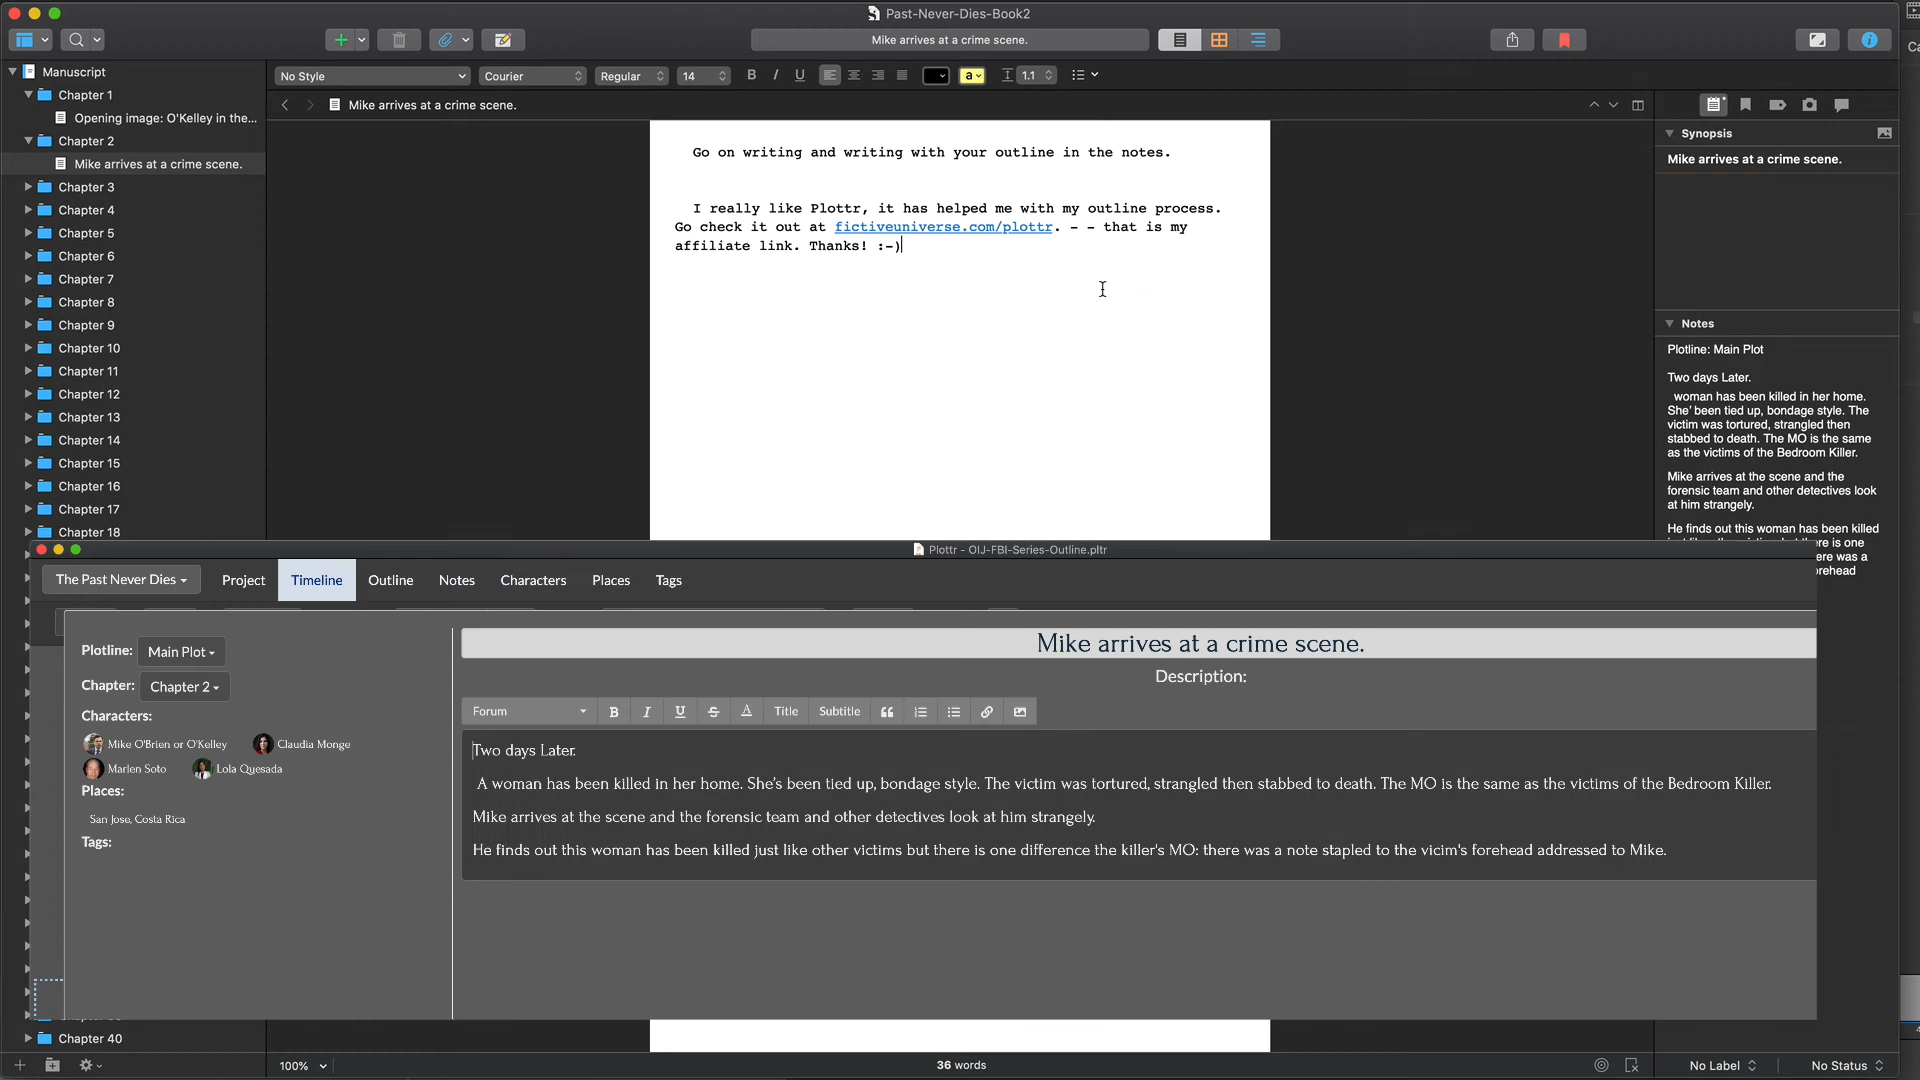 Past-Never-Dies-Book2
Mike arrives at a crime scene.
Manuscript
Chapter 1
Opening image: O'Kelley in the...
Chapter 2
Mike arrives at a crime scene.
Chapter 3
Chapter 4
Chapter 5
Chapter 6
Chapter 7
Chapter 8
Chapter 9
Chapter 10
Chapter 11
Chapter 12
Chapter 13
Chapter 14
Chapter 15
Chapter 16
Chapter 17
Chapter 18
Chapter 40
No Style
Courier
Regular
14
B I U
a
1.1
Mike arrives at a crime scene.
Go on writing and writing with your outline in the notes.
I really like Plottr, it has helped me with my outline process.
Go check it out at fictiveuniverse.com/plottr. - - that is my
affiliate link. Thanks! :-)
Synopsis
Mike arrives at a crime scene.
Notes
Plotline: Main Plot
Two days Later.
woman has been killed in her home.
She' been tied up, bondage style. The
victim was tortured, strangled then
stabbed to death. The MO is the same
as the victims of the Bedroom Killer.
Mike arrives at the scene and the
forensic team and other detectives look
at him strangely.
He finds out this woman has been killed
re is one
ere was a
orehead
Plottr - OIJ-FBI-Series-Outline.pltr
The Past Never Dies
Project
Timeline
Outline
Notes
Characters
Places
Tags
Plotline: Main Plot
Chapter: Chapter 2
Characters:
Mike O'Brien or O'Kelley
Claudia Monge
Marlen Soto
Lola Quesada
Places:
San Jose, Costa Rica
Tags:
Mike arrives at a crime scene.
Description:
Forum
B I U S A Title Subtitle
Two days Later.
A woman has been killed in her home. She's been tied up, bondage style. The victim was tortured, strangled then stabbed to death. The MO is the same as the victims of the Bedroom Killer.
Mike arrives at the scene and the forensic team and other detectives look at him strangely.
He finds out this woman has been killed just like other victims but there is one difference the killer's MO: there was a note stapled to the vicim's forehead addressed to Mike.
100%
36 words
No Label
No Status